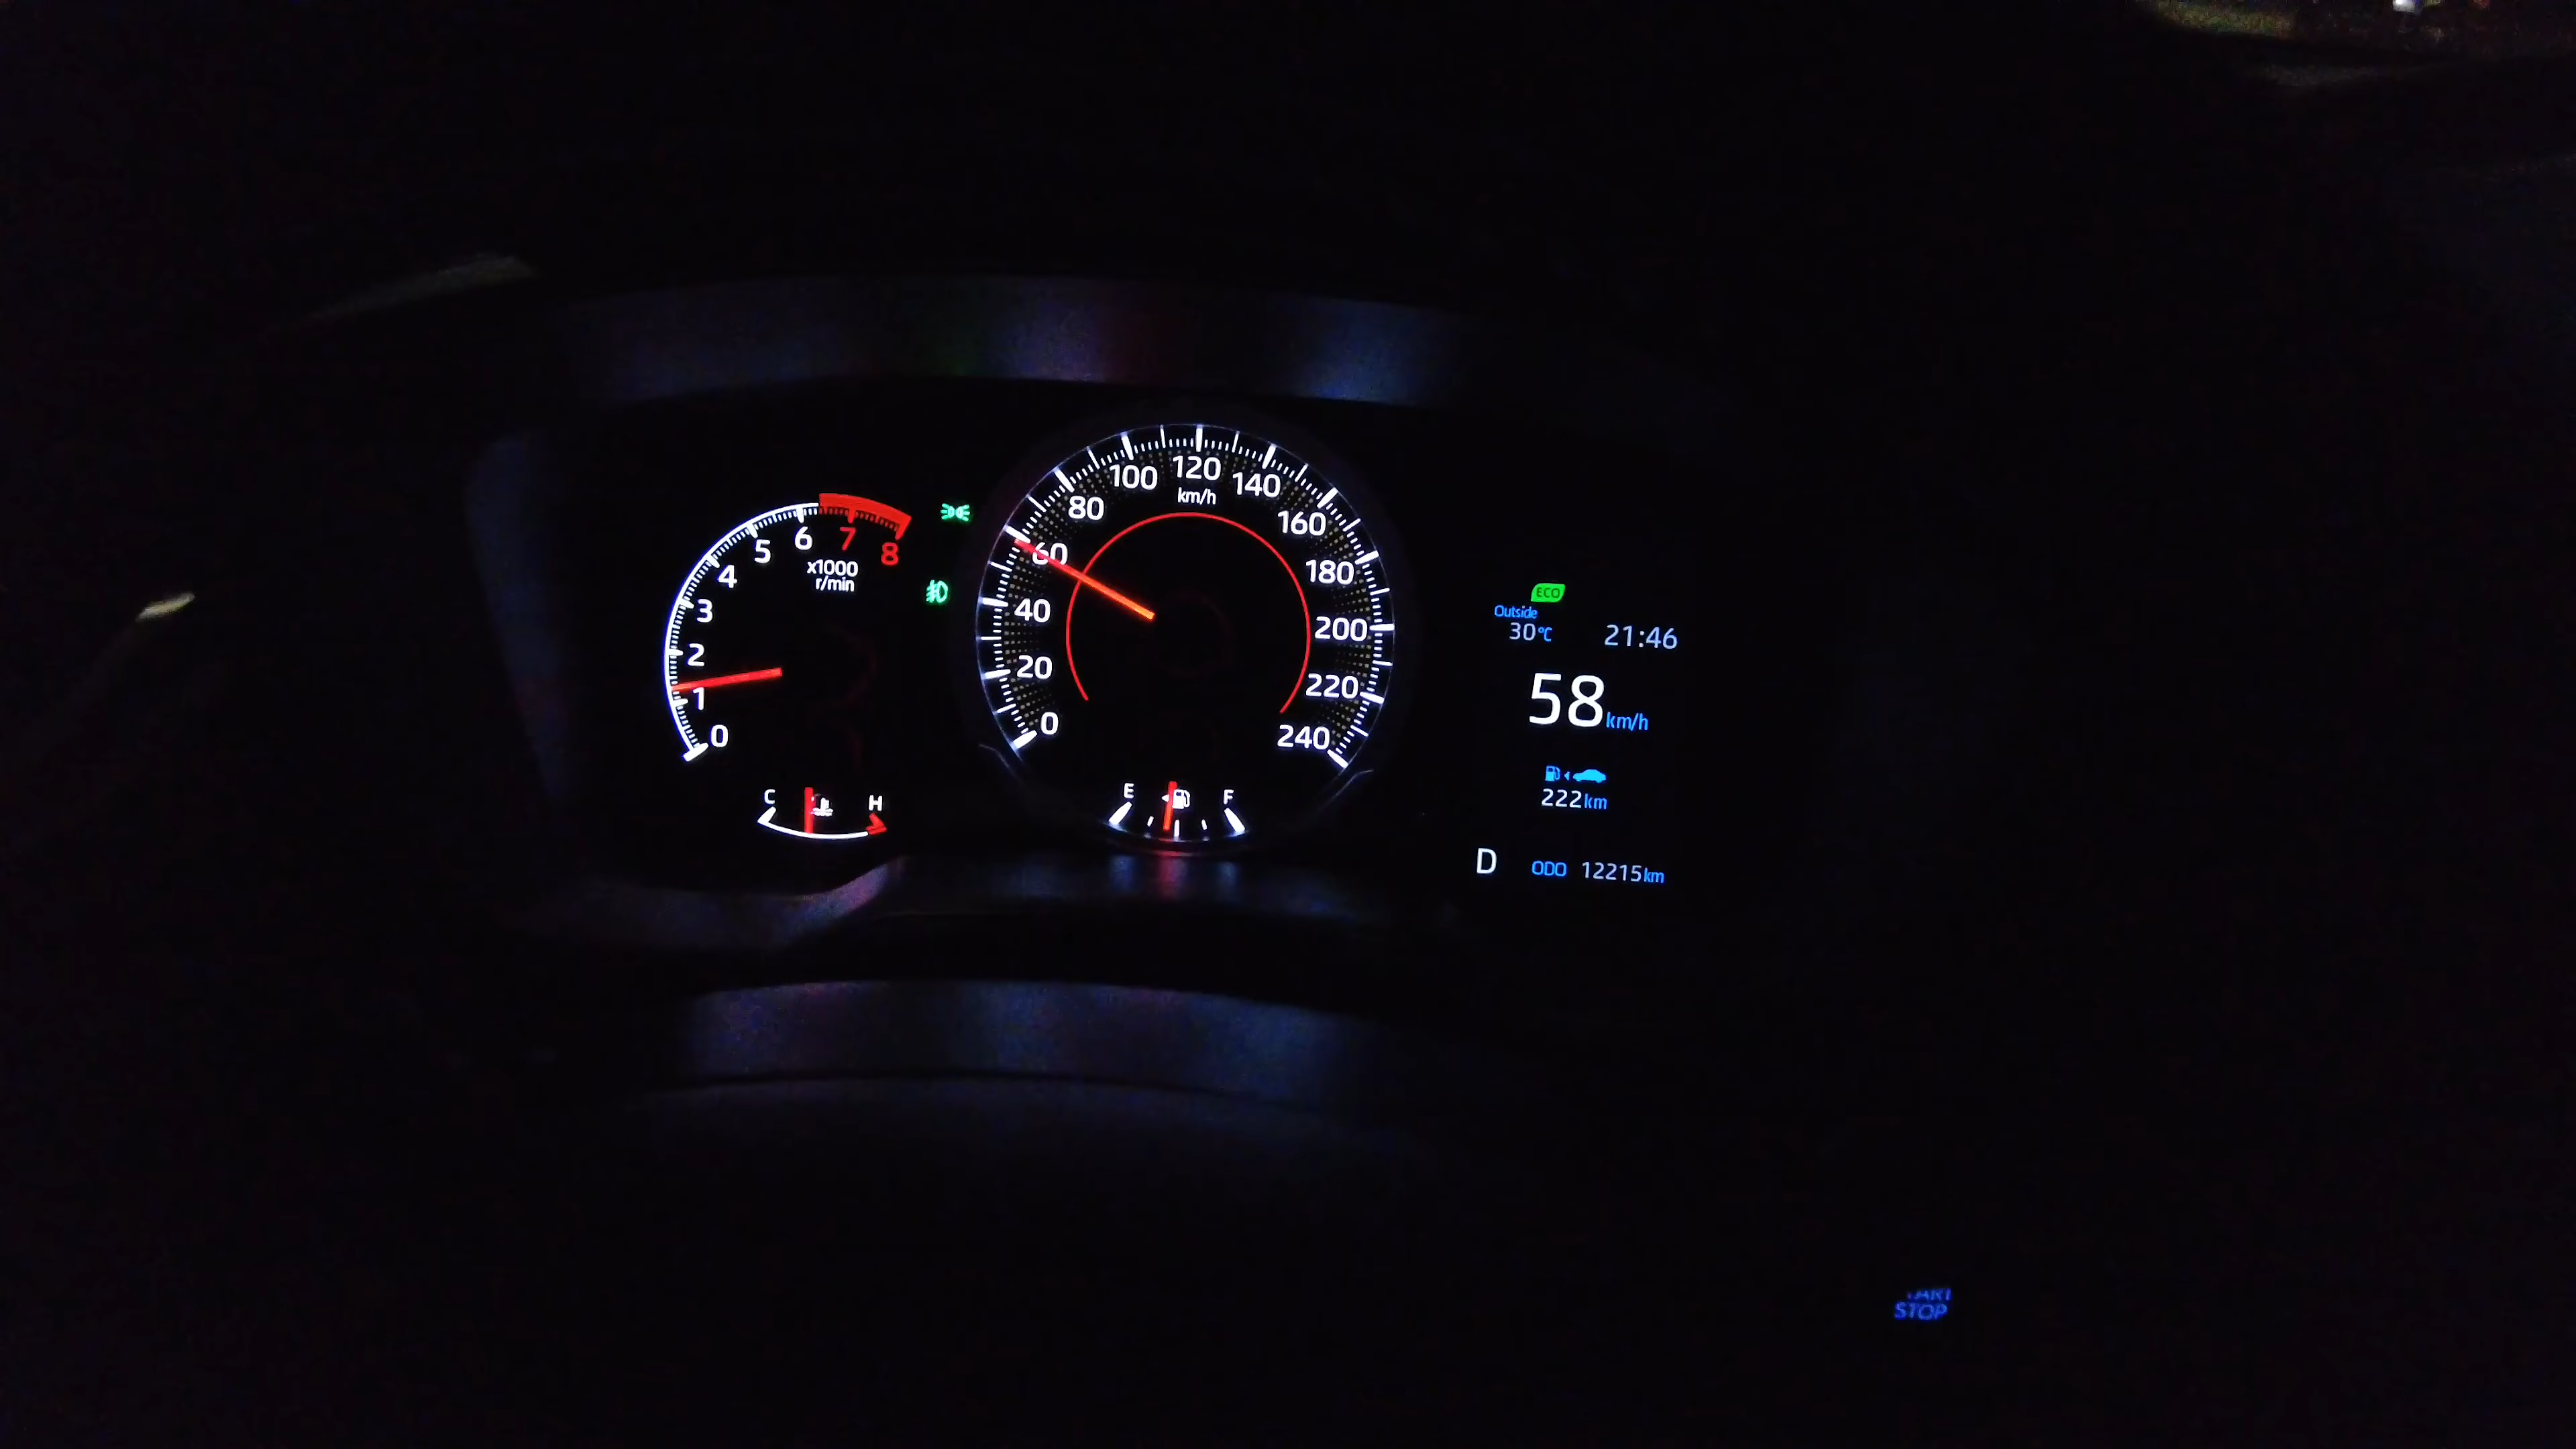 0
1
2
3
4
5
6
7
8
x1000
r/min
C
H
0
20
40
60
80
100
120
140
160
180
200
220
240
km/h
E
F
ECO
Outside
30°C
21:46
58km/h
222km
D
ODO 12215km
STOP